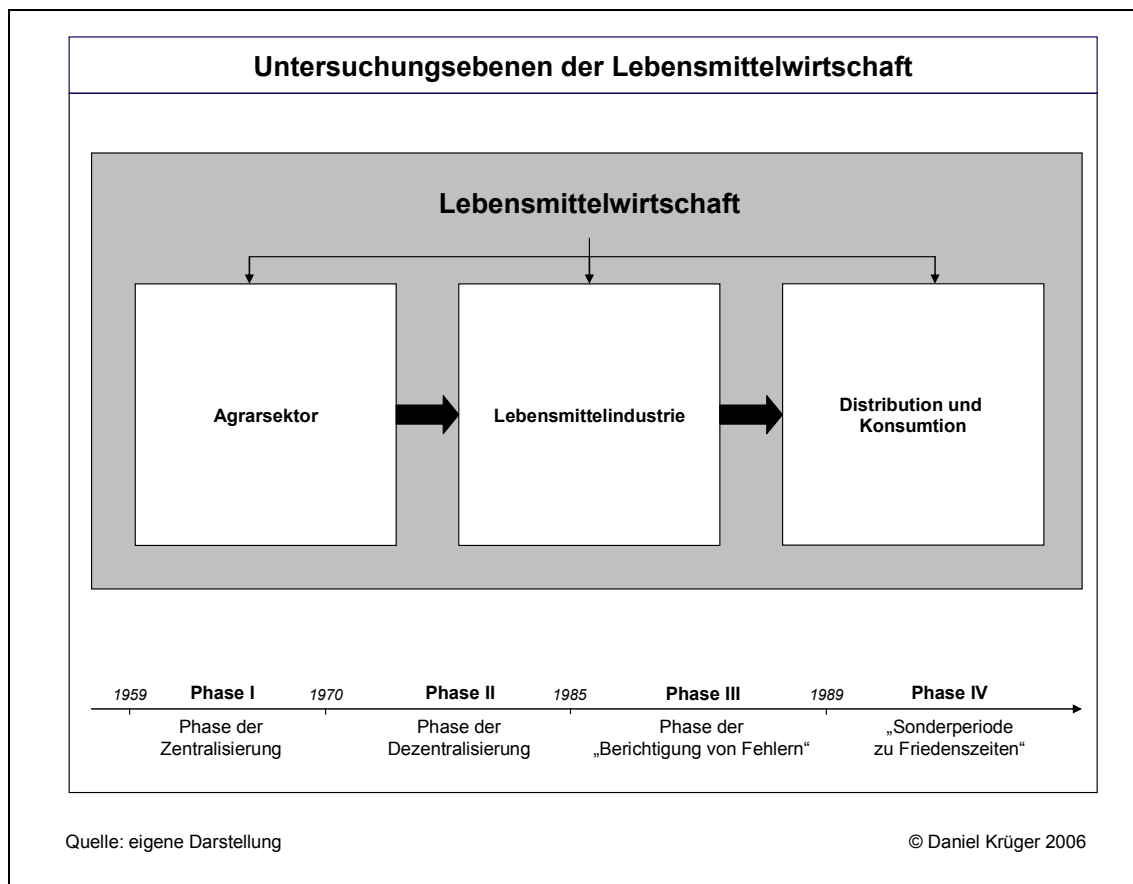 Untersuchungsebenen der Lebensmittelwirtschaft
Lebensmittelwirtschaft
Agrarsektor
Lebensmittelindustrie
Distribution und
Konsumtion
1959 Phase I 1970 Phase II 1985 Phase III 1989 Phase IV
Phase der
Zentralisierung
Phase der
Dezentralisierung
Phase der
„Berichtigung von Fehlern“
„Sonderperiode
zu Friedenszeiten“
Quelle: eigene Darstellung
© Daniel Krüger 2006